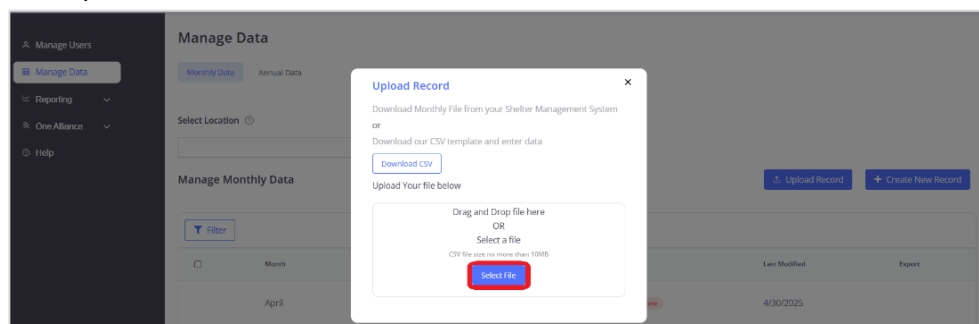 Manage Users
Manage Data
Reporting
One Alliance
Help
Manage Data
Monthly Data Annual Data
Select Location
Manage Monthly Data
Upload Record + Create New Record
Filter
Month Last Modified Export
April 4/30/2025
Upload Record ×
Download Monthly File from your Shelter Management System
or
Download our CSV template and enter data
Download CSV
Upload Your file below
Drag and Drop file here
OR
Select a file
CSV file size no more than 10MB
Select File